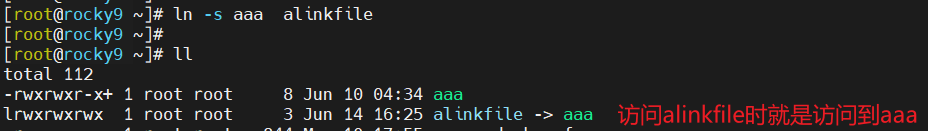 [root@rocky9 ~]# ln -s aaa  alinkfile
[root@rocky9 ~]#
[root@rocky9 ~]# ll
total 112
-rwxrwxr-x+ 1 root root     8 Jun 10 04:34 aaa
lrwxrwxrwx  1 root root     3 Jun 14 16:25 alinkfile -> aaa 访问alinkfile时就是访问到aaa